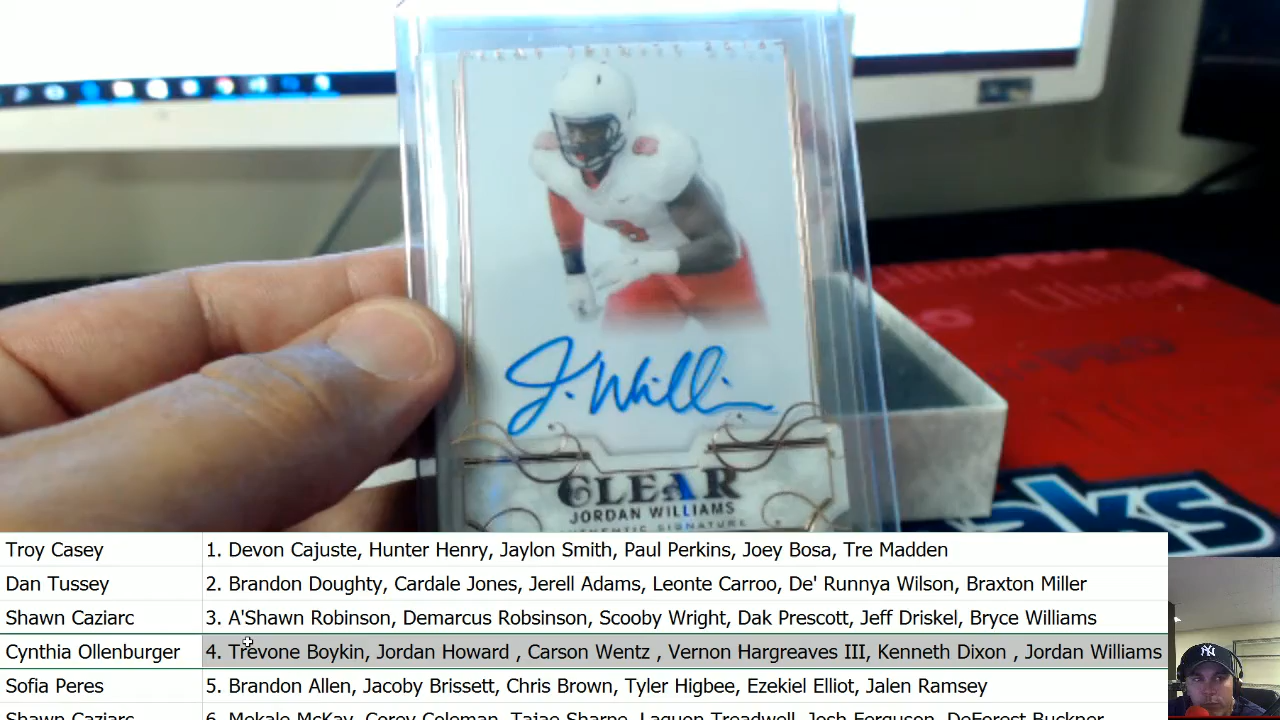 J. Willi
CLEAR
JORDAN WILLIAMS
AUTHENTIC SIGNATURE
Troy Casey 1. Devon Cajuste, Hunter Henry, Jaylon Smith, Paul Perkins, Joey Bosa, Tre Madden
Dan Tussey 2. Brandon Doughty, Cardale Jones, Jerell Adams, Leonte Carroo, De' Runnya Wilson, Braxton Miller
Shawn Caziarc 3. A'Shawn Robinson, Demarcus Robsinson, Scooby Wright, Dak Prescott, Jeff Driskel, Bryce Williams
Cynthia Ollenburger 4. Trevone Boykin, Jordan Howard , Carson Wentz , Vernon Hargreaves III, Kenneth Dixon , Jordan Williams
Sofia Peres 5. Brandon Allen, Jacoby Brissett, Chris Brown, Tyler Higbee, Ezekiel Elliot, Jalen Ramsey
Shawn Caziarc 6. Mekale McKay, Corey Coleman, Tajae Sharpe, Laquon Treadwell, Josh Ferguson, DeForest Buckner